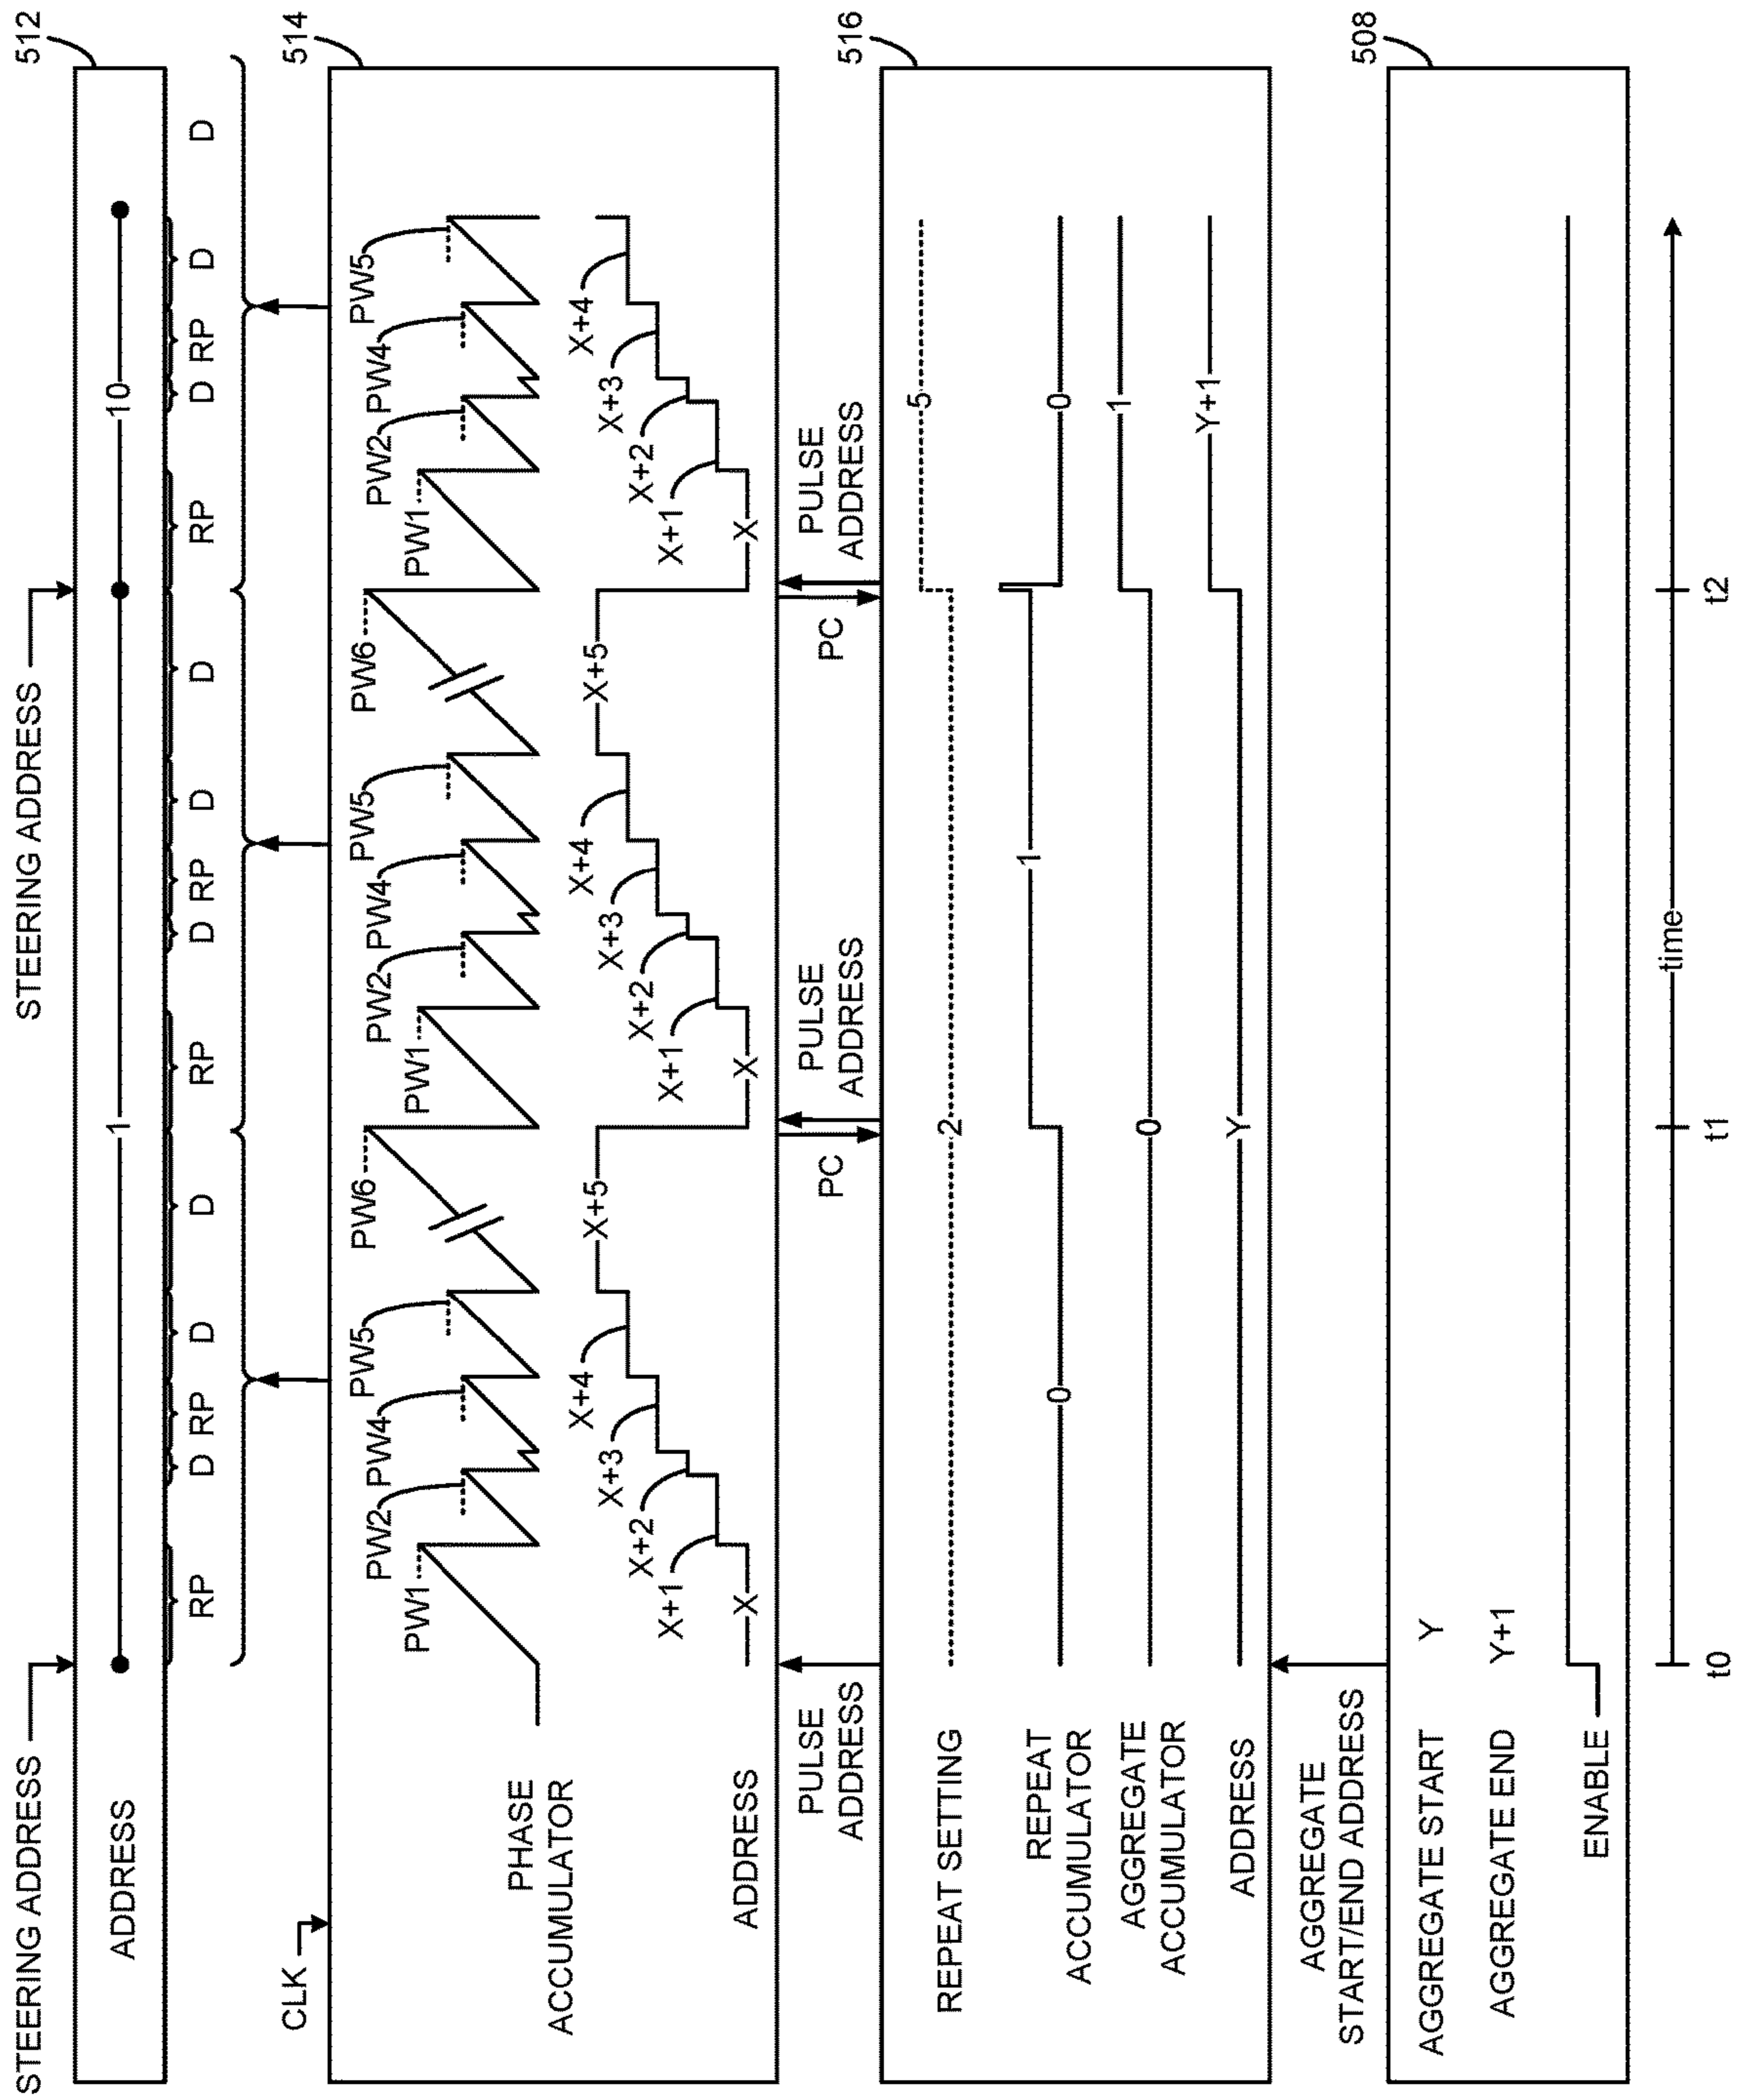 STEERING ADDRESS
STEERING ADDRESS
512
ADDRESS
1
10
RP D RP D D RP D RP D D RP D RP D D
514
CLK
PHASE
ACCUMULATOR
PW1 PW2 PW4 PW5 PW6 PW1 PW2 PW4 PW5 PW6 PW1 PW2 PW4 PW5
ADDRESS
X X+1 X+2 X+3 X+4 X+5 X X+1 X+2 X+3 X+4 X+5 X X+1 X+2 X+3 X+4
PULSE
ADDRESS
PC
PULSE
ADDRESS
PC
PULSE
ADDRESS
516
REPEAT SETTING
2
5
REPEAT
ACCUMULATOR
0
1
0
AGGREGATE
ACCUMULATOR
0
1
ADDRESS
Y
Y+1
AGGREGATE
START/END ADDRESS
508
AGGREGATE START
Y
AGGREGATE END
Y+1
ENABLE
time
t0
t1
t2